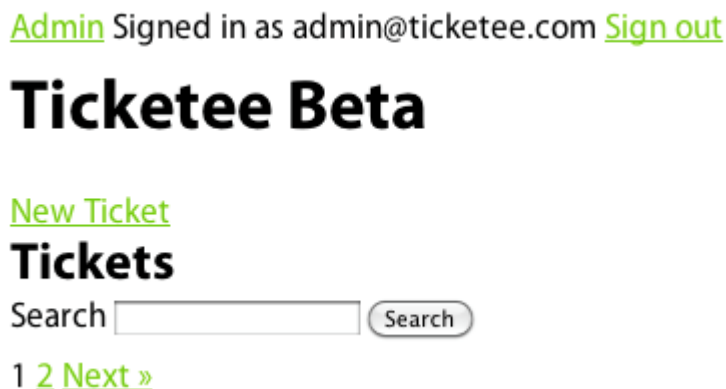 Admin Signed in as admin@ticketee.com Sign out
Ticketee Beta
New Ticket
Tickets
Search Search
1 2 Next »